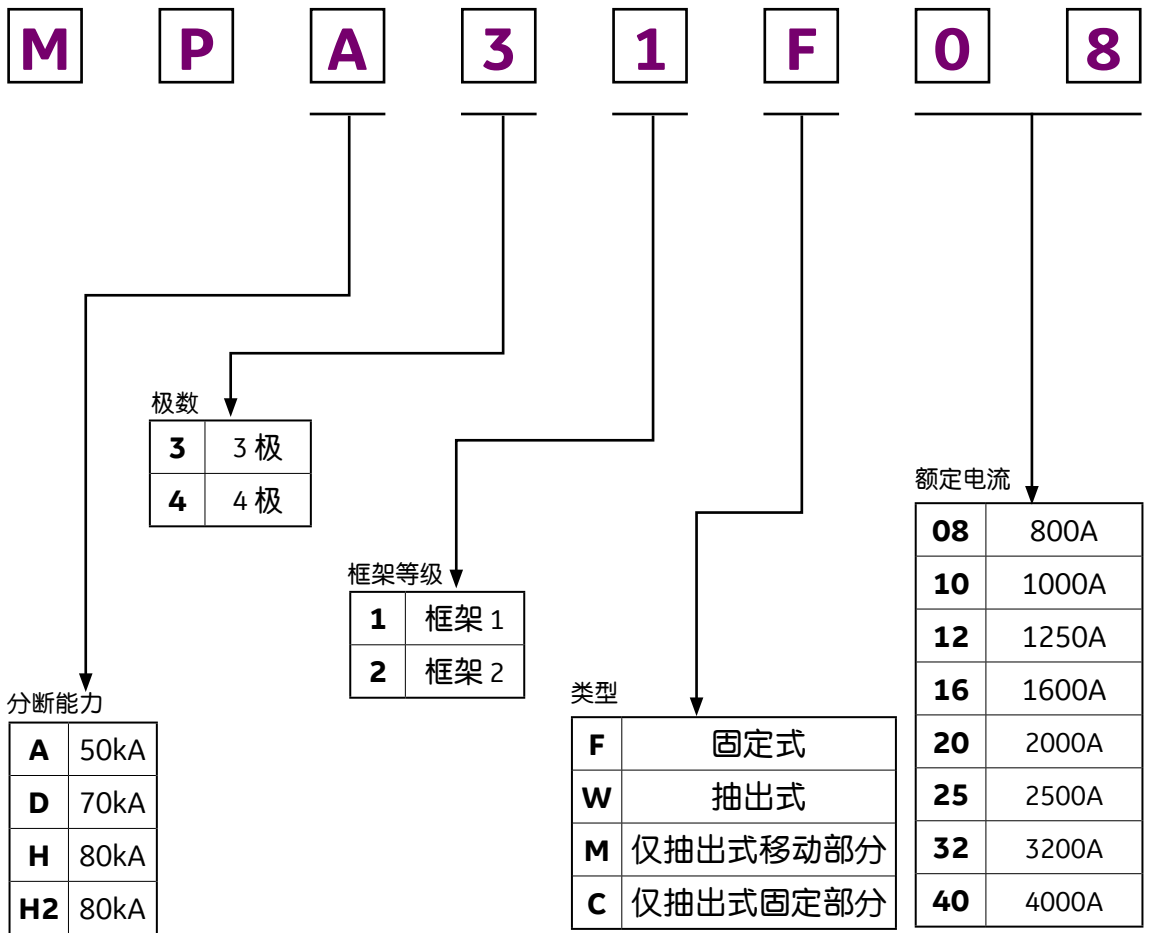 M P A 3 1 F 0 8
极数
3 3 极
4 4 极
框架等级
1 框架 1
2 框架 2
分断能力
A 50kA
D 70kA
H 80kA
H2 80kA
类型
F 固定式
W 抽出式
M 仅抽出式移动部分
C 仅抽出式固定部分
额定电流
08 800A
10 1000A
12 1250A
16 1600A
20 2000A
25 2500A
32 3200A
40 4000A